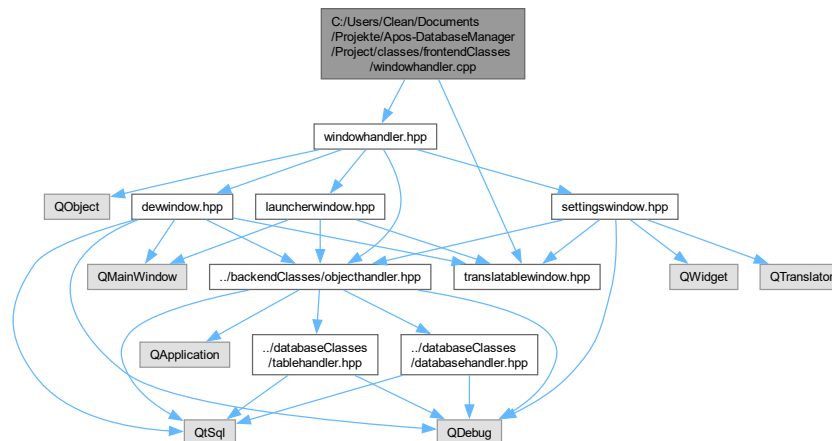 C:/Users/Clean/Documents
/Projekte/Apos-DatabaseManager
/Project/classes/frontendClasses
/windowhandler.cpp
windowhandler.hpp
QObject
dewindow.hpp
launcherwindow.hpp
settingswindow.hpp
QMainWindow
../backendClasses/objecthandler.hpp
translatablewindow.hpp
QWidget
QTranslator
QApplication
../databaseClasses
/tablehandler.hpp
../databaseClasses
/databasehandler.hpp
QtSql
QDebug